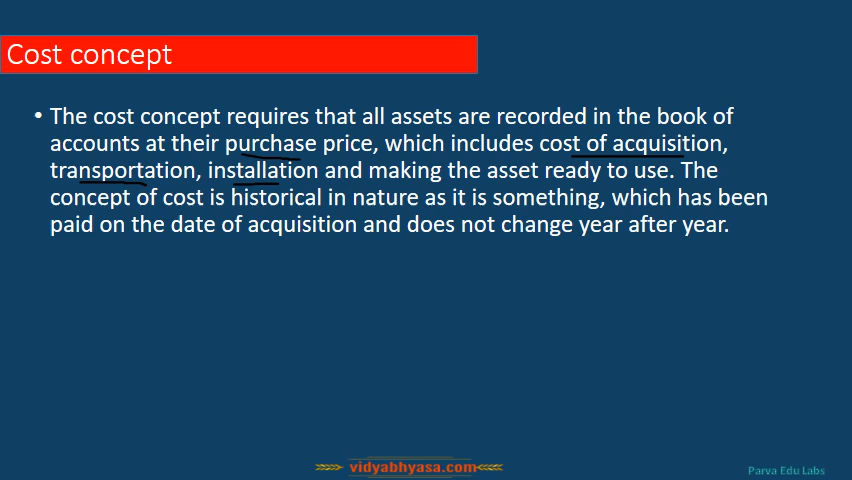 Cost concept
• The cost concept requires that all assets are recorded in the book of
accounts at their purchase price, which includes cost of acquisition,
transportation, installation and making the asset ready to use. The
concept of cost is historical in nature as it is something, which has been
paid on the date of acquisition and does not change year after year.
vidyabhyasa.com
Parva Edu Labs